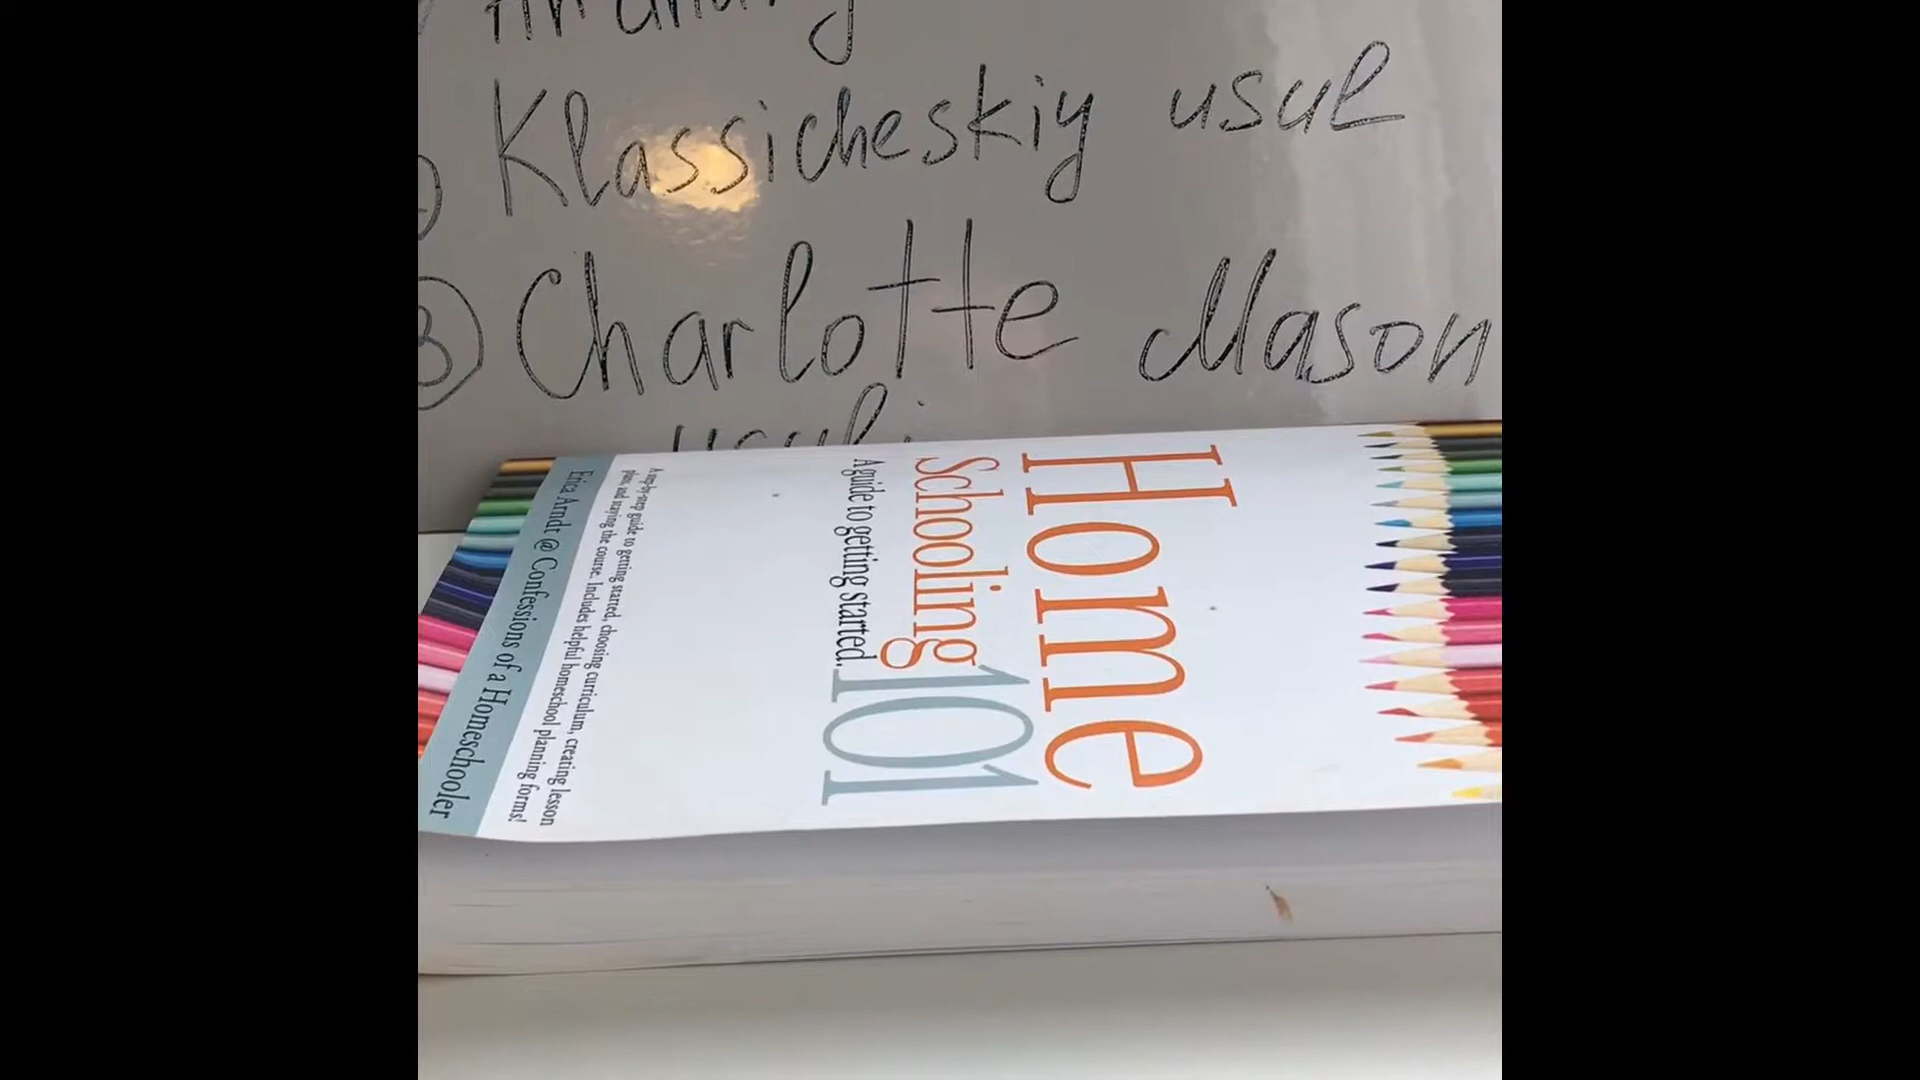 Klassicheskiy usul
3 Charlotte Mason
usuli
Home
Schooling 101
A guide to getting started.
A step-by-step guide to getting started, choosing curriculum, creating lesson
plans, and staying the course. Includes helpful homeschool planning forms!
Erica Arndt @ Confessions of a Homeschooler